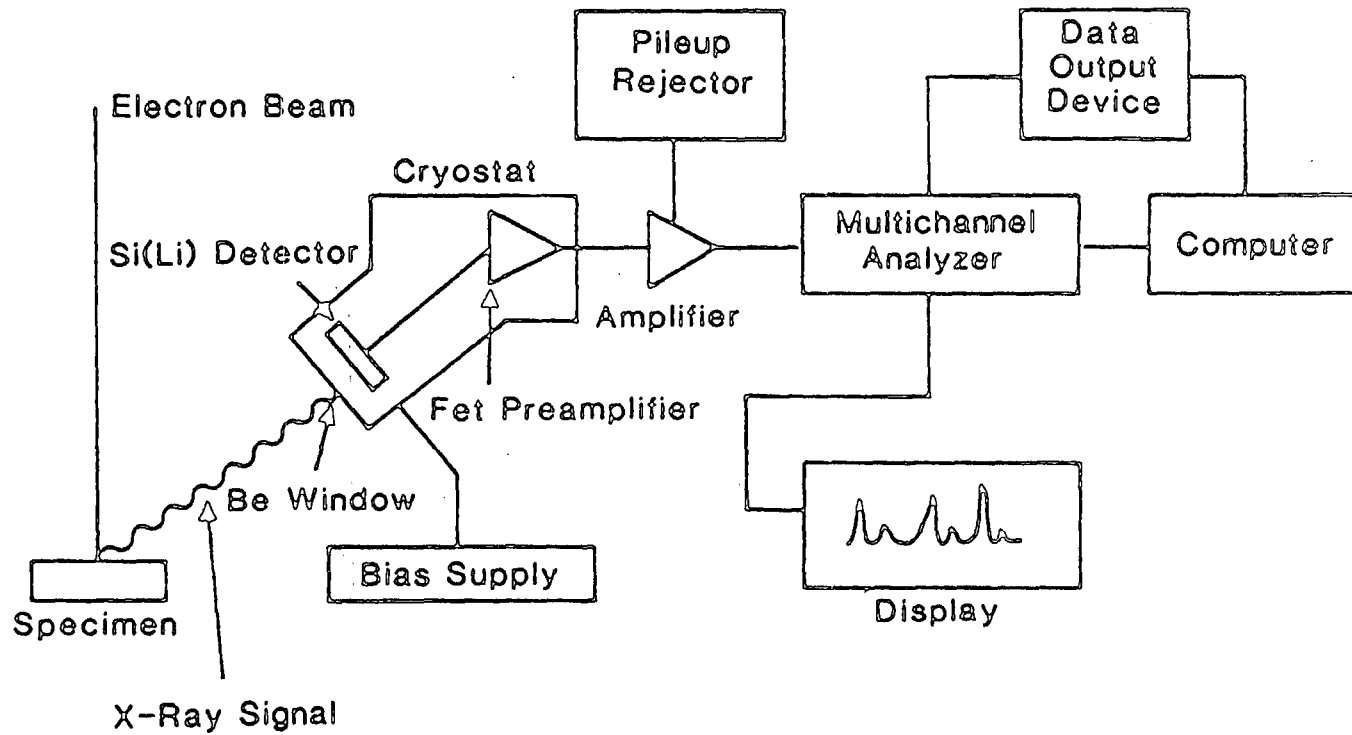 Pileup
Rejector
Data
Output
Device
Electron Beam
Cryostat
Si(Li) Detector
Multichannel
Analyzer
Computer
Amplifier
Fet Preamplifier
Be Window
Bias Supply
Display
Specimen
X-Ray Signal